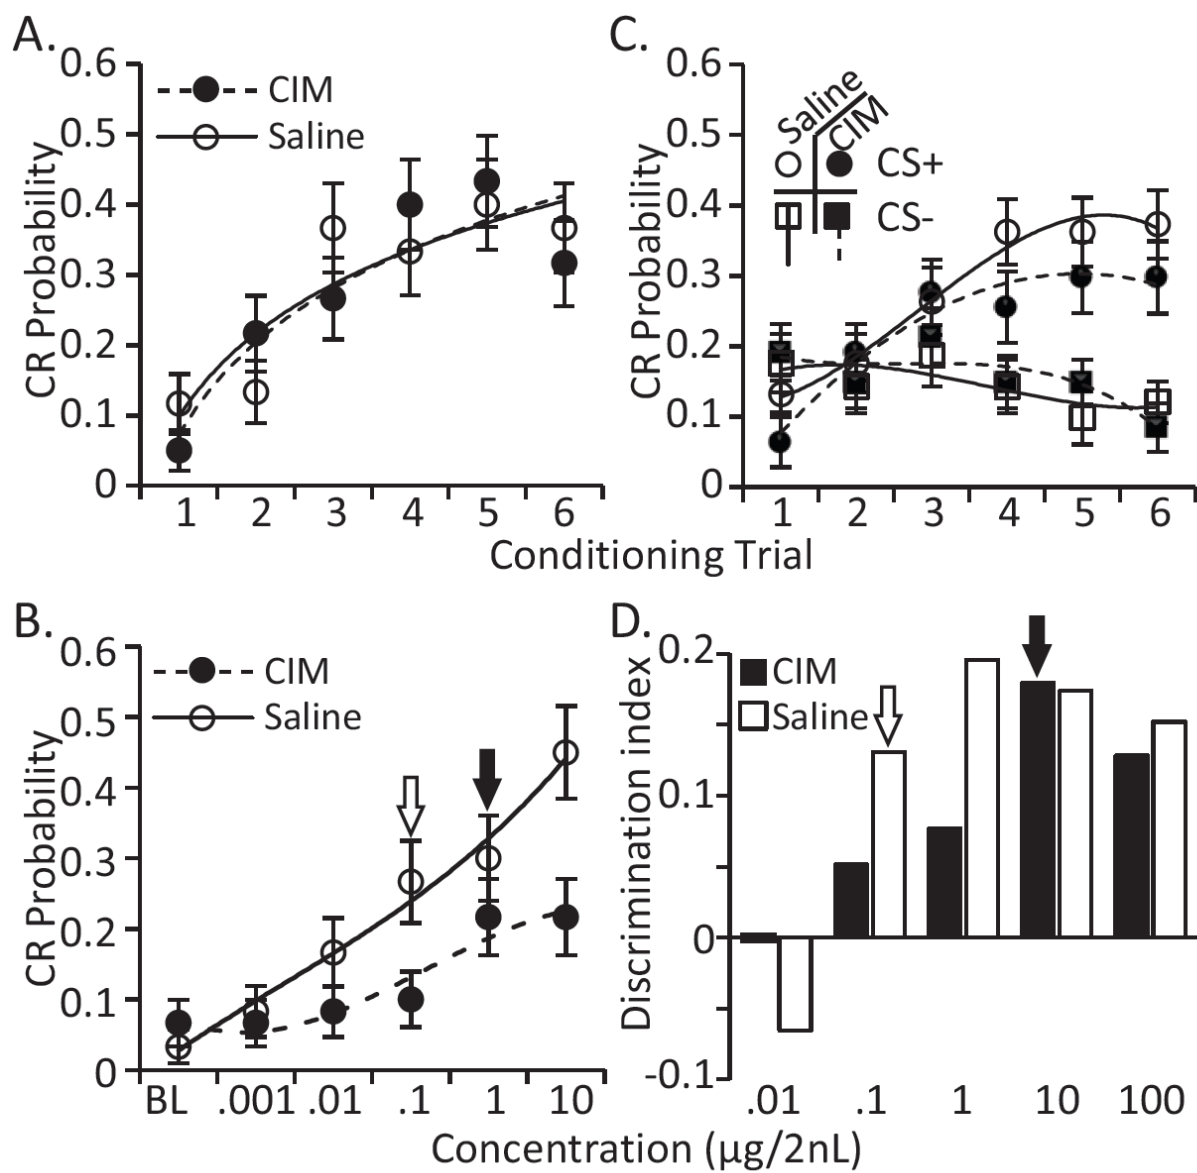 A.
CR Probability
0.6
0.5
0.4
0.3
0.2
0.1
0
CIM
Saline
1 2 3 4 5 6
C.
CR Probability
0.6
0.5
0.4
0.3
0.2
0.1
0
Saline
CIM
CS+
CS-
1 2 3 4 5 6
Conditioning Trial
B.
CR Probability
0.6
0.5
0.4
0.3
0.2
0.1
0
CIM
Saline
BL .001 .01 .1 1 10
D.
Discrimination index
0.2
0.1
0
-0.1
CIM
Saline
.01 .1 1 10 100
Concentration (µg/2nL)